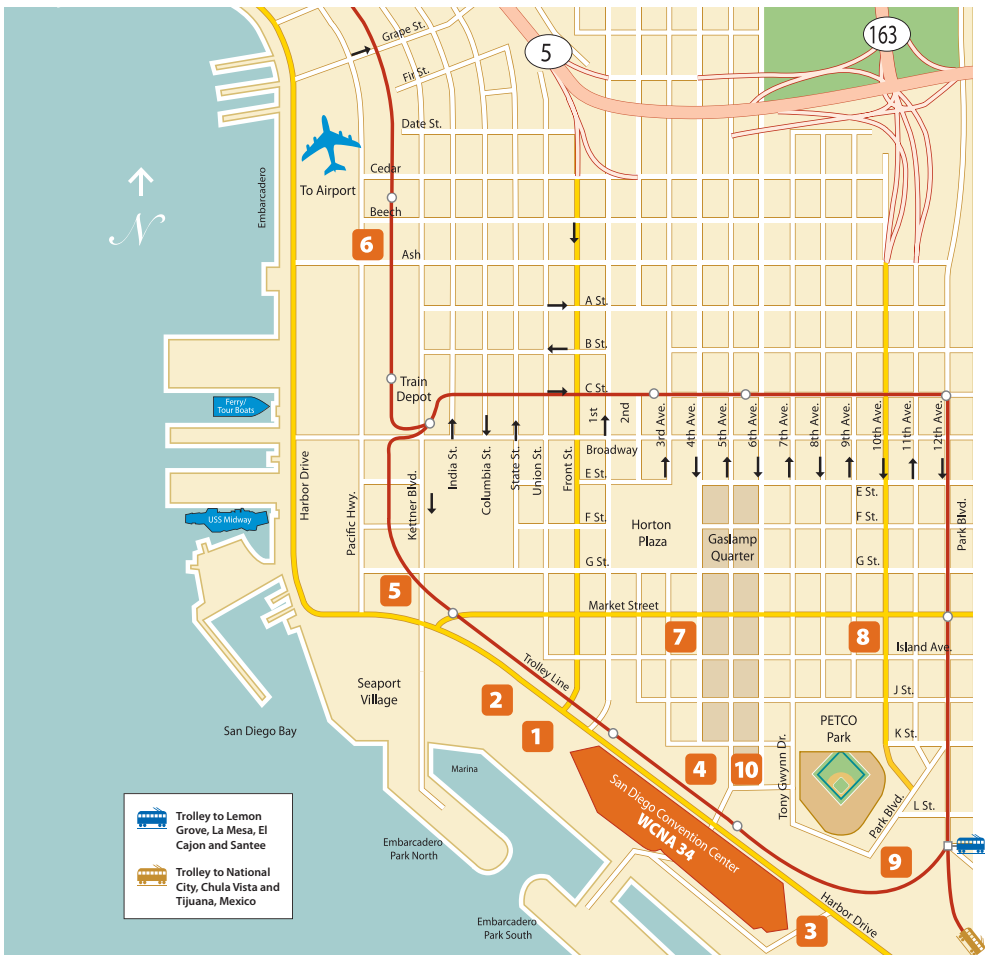 Grape St.
5
163
Fir St.
Date St.
Embarcadero
To Airport
Cedar
N
Beech
6
Ash
A St.
B St.
Train
Depot
C St.
Ferry/
Tour Boats
1st
2nd
3rd Ave.
4th Ave.
5th Ave.
6th Ave.
7th Ave.
8th Ave.
9th Ave.
10th Ave.
11th Ave.
12th Ave.
Broadway
Harbor Drive
Pacific Hwy.
Kettner Blvd.
India St.
Columbia St.
State St.
Union St.
Front St.
E St.
E St.
USS Midway
F St.
F St.
Horton
Plaza
Gaslamp
Quarter
Park Blvd.
G St.
G St.
5
Market Street
7
8
Island Ave.
Trolley Line
Seaport
Village
2
J St.
San Diego Bay
1
PETCO
Park
K St.
Marina
4
10
Tony Gwynn Dr.
San Diego Convention Center
WCNA 34
Park Blvd.
L St.
Trolley to Lemon
Grove, La Mesa, El
Cajon and Santee
Embarcadero
Park North
9
Trolley to National
City, Chula Vista and
Tijuana, Mexico
Harbor Drive
Embarcadero
Park South
3